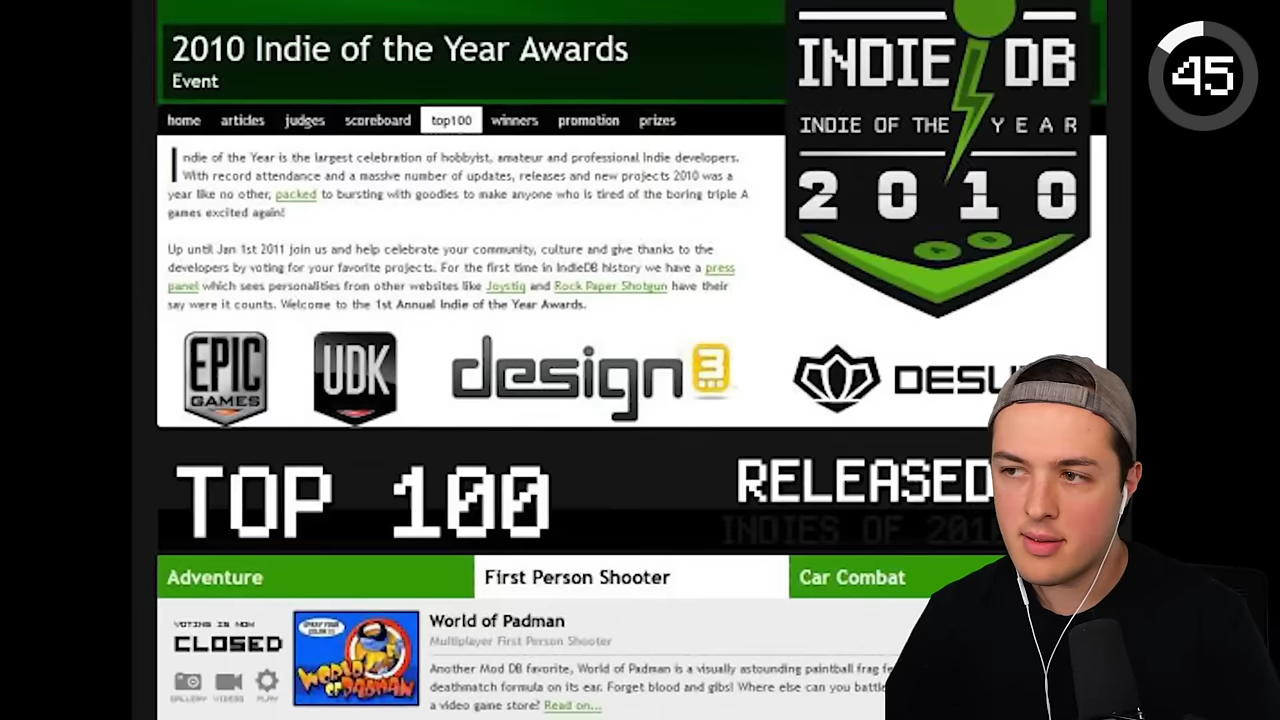 2010 Indie of the Year Awards
Event
home articles judges scoreboard top100 winners promotion prizes
INDIE DB
INDIE OF THE YEAR
2010
45
Indie of the Year is the largest celebration of hobbyist, amateur and professional Indie developers.
With record attendance and a massive number of updates, releases and new projects 2010 was a
year like no other, packed to bursting with goodies to make anyone who is tired of the boring triple A
games excited again!
Up until Jan 1st 2011 join us and help celebrate your community, culture and give thanks to the
developers by voting for your favorite projects. For the first time in IndieDB history we have a press
panel which sees personalities from other websites like Joystiq and Rock Paper Shotgun have their
say were it counts. Welcome to the 1st Annual Indie of the Year Awards.
EPIC
GAMES
UDK
design3
DESU
TOP 100
RELEASED
INDIES OF 2010
Adventure First Person Shooter Car Combat
VOTING IS NOW
CLOSED
GALLERY VIDEOS PLAY
WORLD
OF PADMAN
World of Padman
Multiplayer First Person Shooter
Another Mod DB favorite, World of Padman is a visually astounding paintball frag fe
deathmatch formula on its ear. Forget blood and gibs! Where else can you battle
a video game store? Read on...